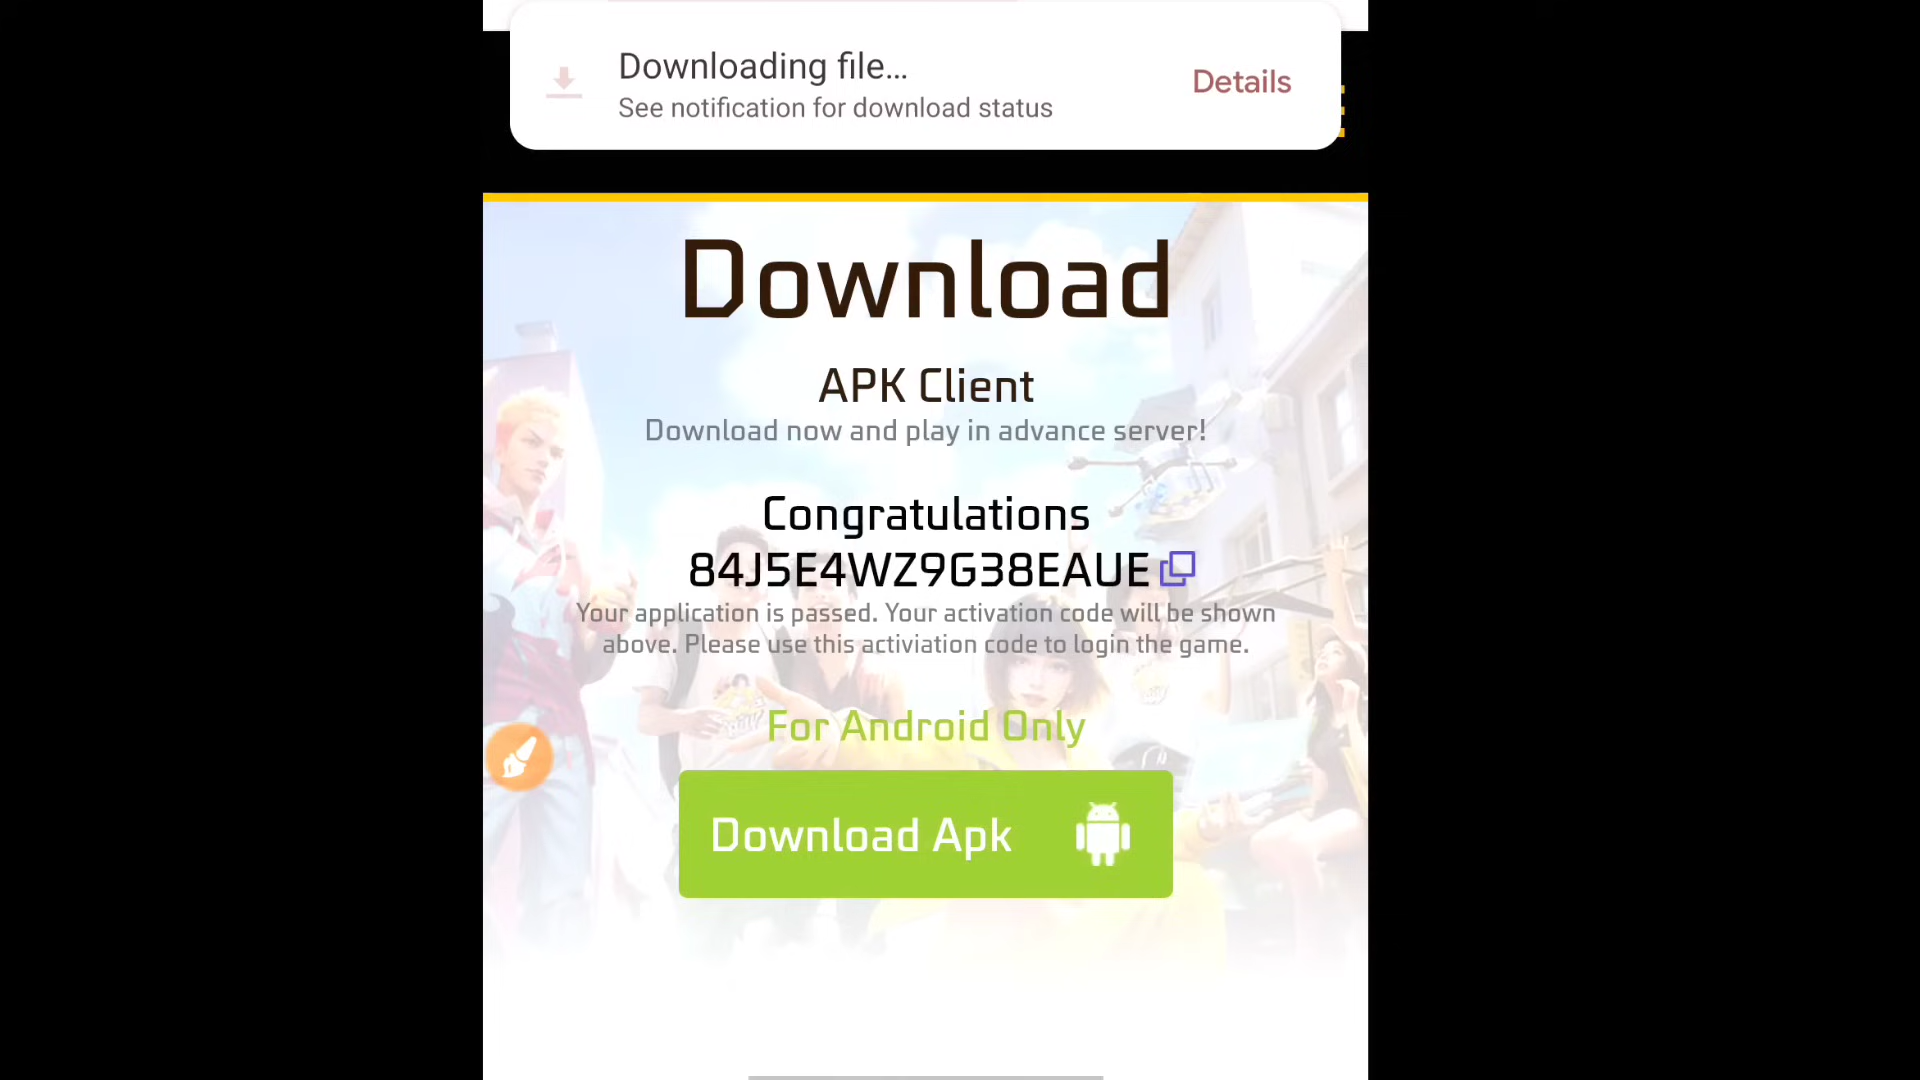 Downloading file...
See notification for download status
Details
Download
APK Client
Download now and play in advance server!
Congratulations
84J5E4WZ9G38EAUE
Your application is passed. Your activation code will be shown
above. Please use this activiation code to login the game.
For Android Only
Download Apk